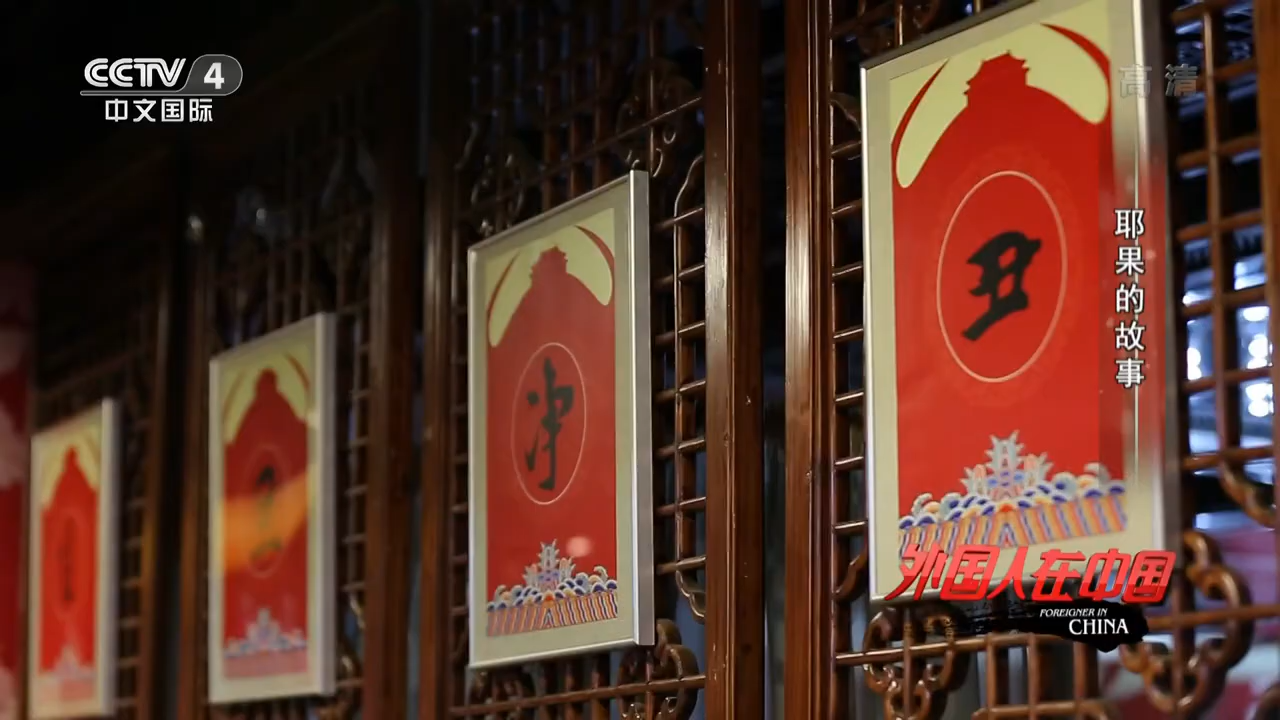 CCTV 4
中文国际
高清
耶果的故事
丑
净
外国人在中国
FOREIGNER IN
CHINA